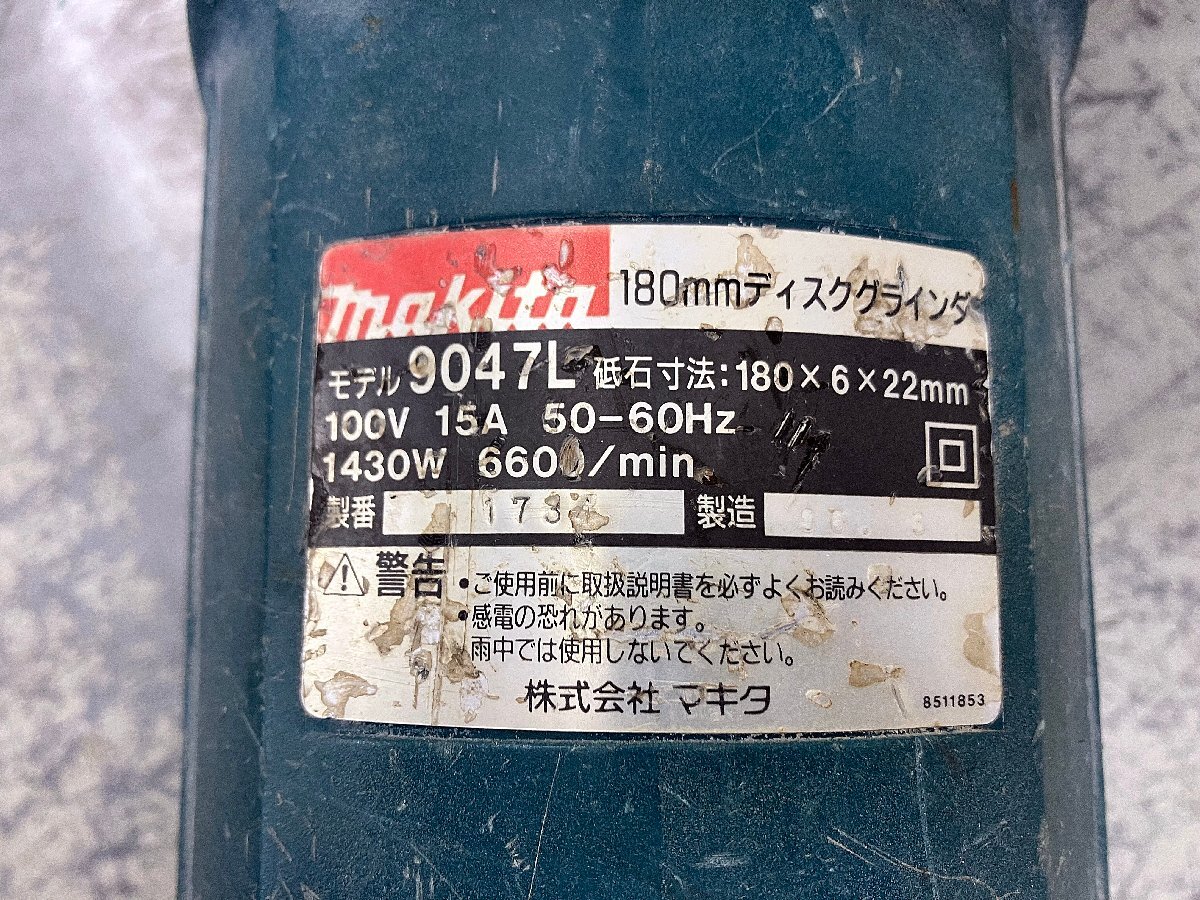 makita
180mmディスクグラインダ
モデル 9047L 砥石寸法:180×6×22mm
100V 15A 50-60Hz
1430W 6600/min
製番 173 製造
警告 •ご使用前に取扱説明書を必ずよくお読みください。
•感電の恐れがあります。
雨中では使用しないでください。
株式会社 マキタ
8511853